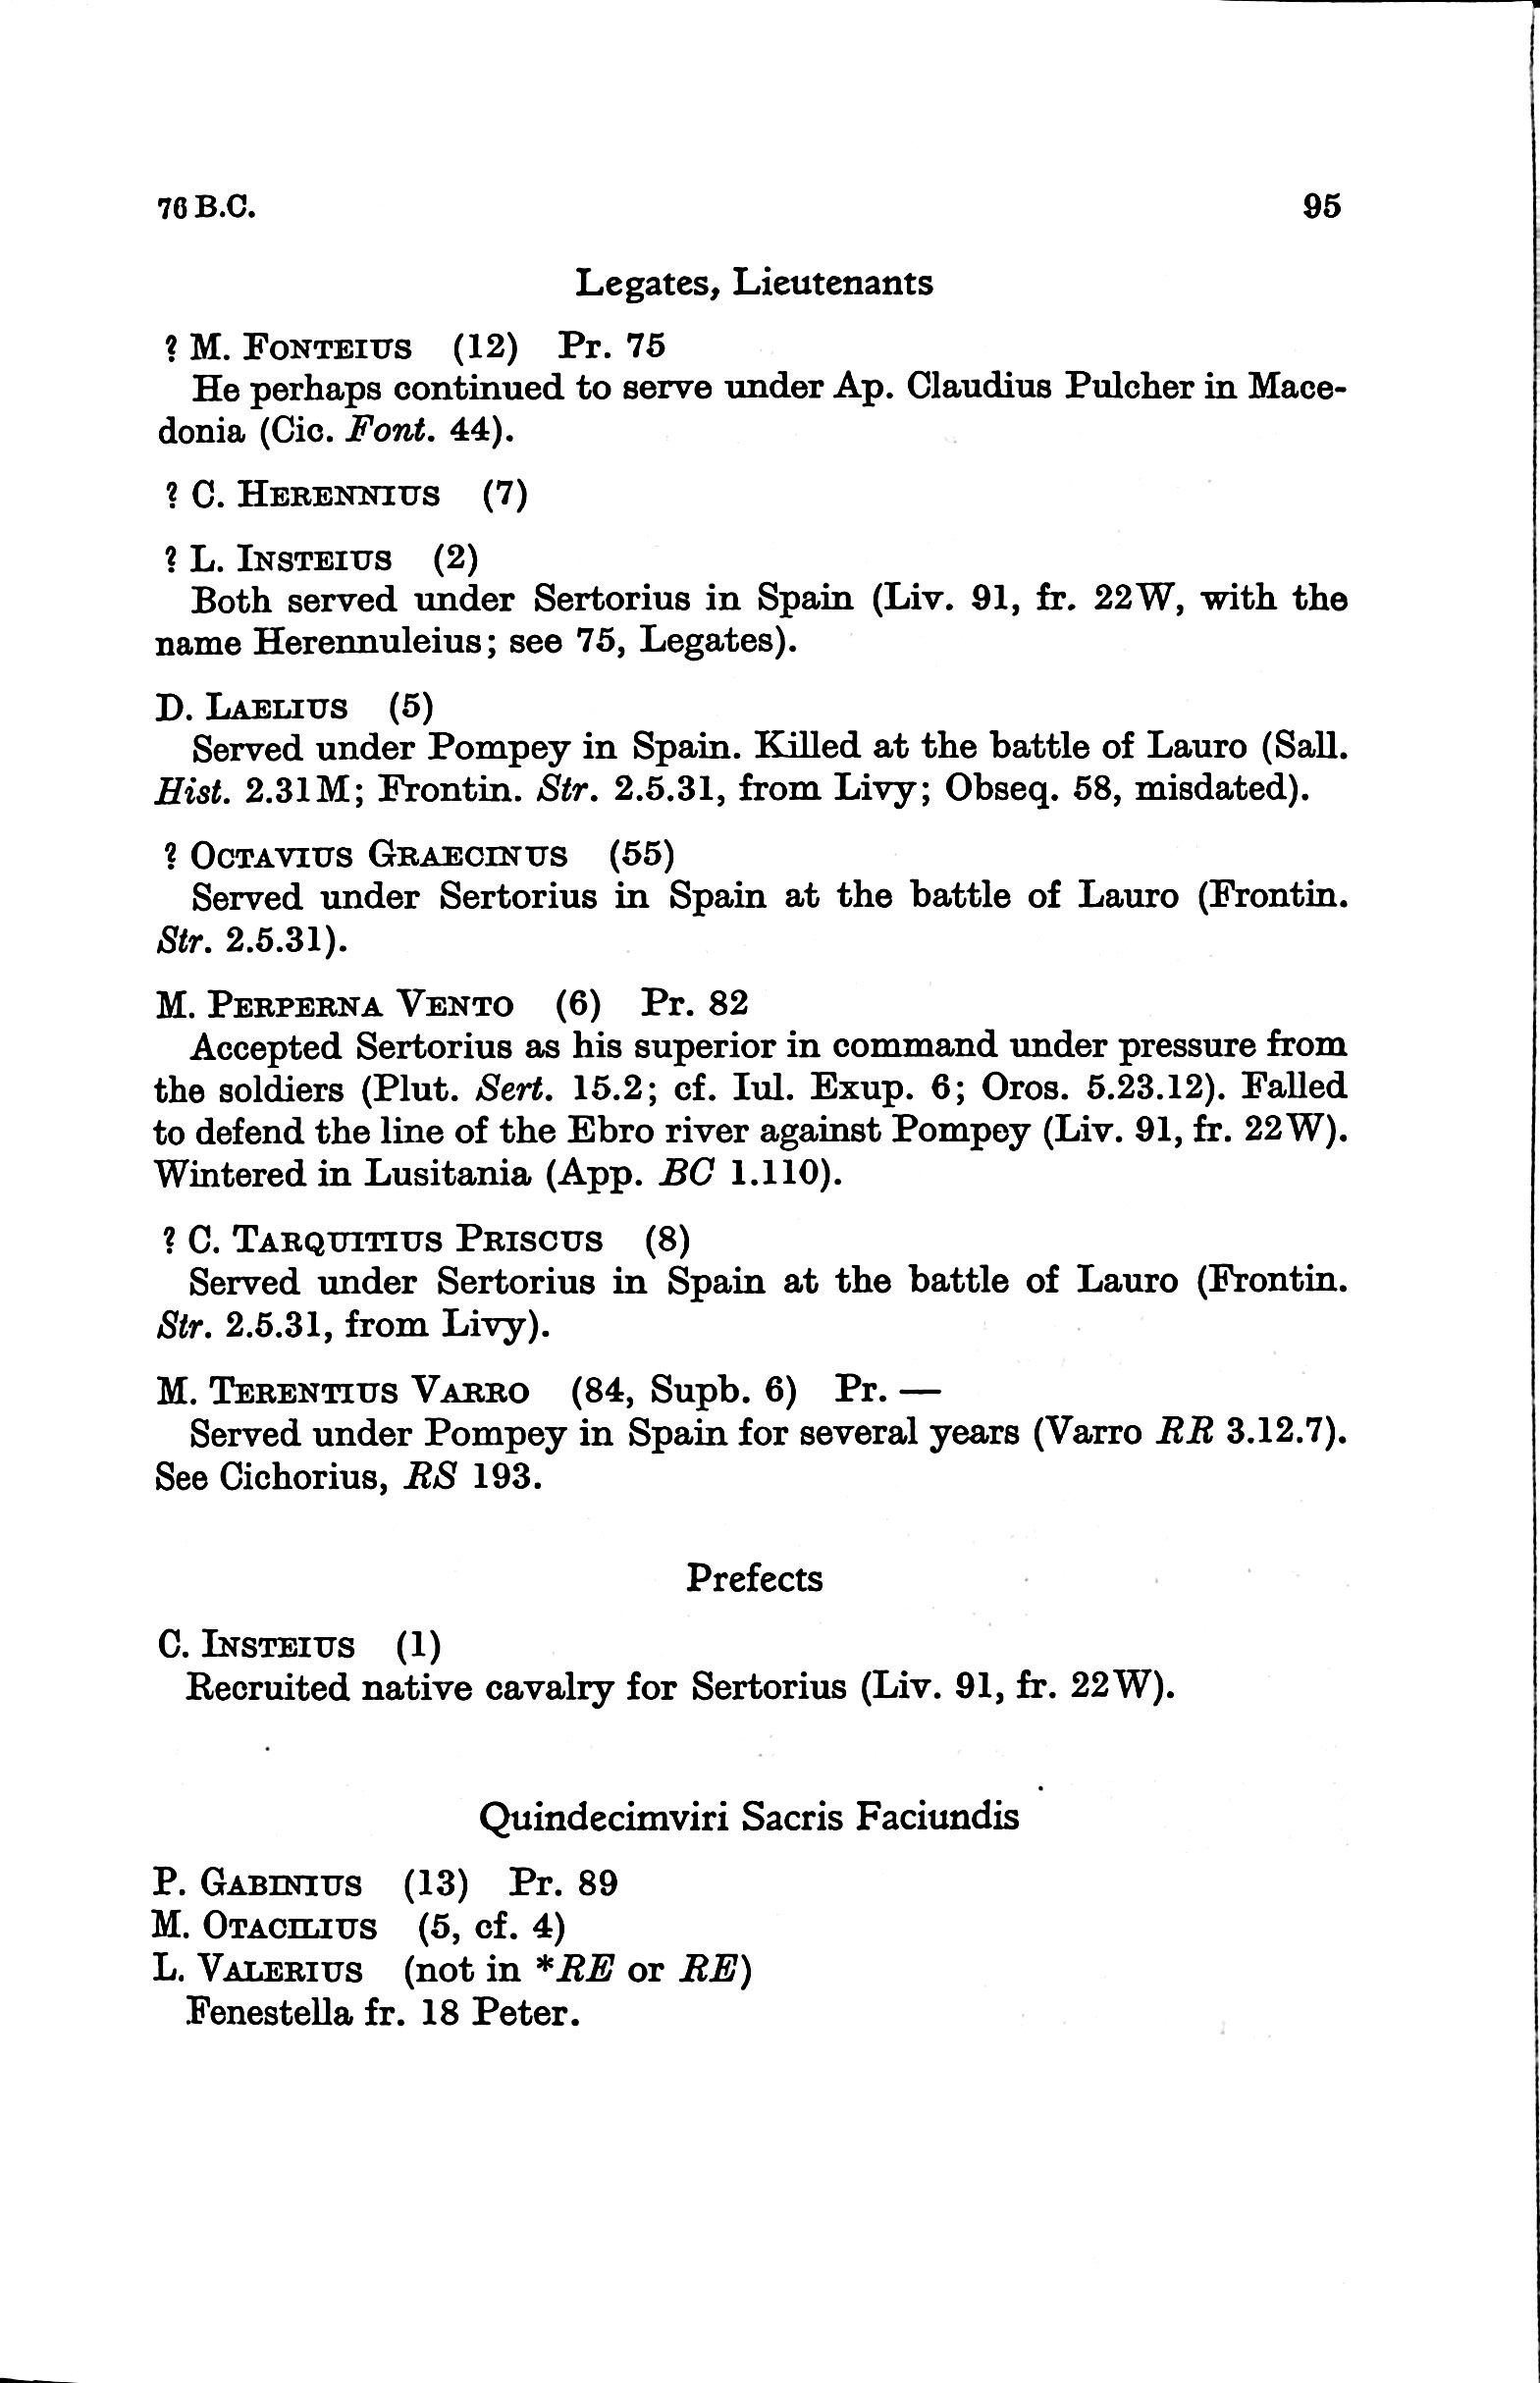 76 B.C. 95
Legates, Lieutenants
? M. FONTEIUS (12) Pr. 75
He perhaps continued to serve under Ap. Claudius Pulcher in Mace-
donia (Cic. Font. 44).
? C. HERENNIUS (7)
? L. INSTEIUS (2)
Both served under Sertorius in Spain (Liv. 91, fr. 22W, with the
name Herennuleius; see 75, Legates).
D. LAELIUS (5)
Served under Pompey in Spain. Killed at the battle of Lauro (Sall.
Hist. 2.31M; Frontin. Str. 2.5.31, from Livy; Obseq. 58, misdated).
? OCTAVIUS GRAECINUS (55)
Served under Sertorius in Spain at the battle of Lauro (Frontin.
Str. 2.5.31).
M. PERPERNA VENTO (6) Pr. 82
Accepted Sertorius as his superior in command under pressure from
the soldiers (Plut. Sert. 15.2; cf. Iul. Exup. 6; Oros. 5.23.12). Falled
to defend the line of the Ebro river against Pompey (Liv. 91, fr. 22W).
Wintered in Lusitania (App. BC 1.110).
? C. TARQUITIUS PRISCUS (8)
Served under Sertorius in Spain at the battle of Lauro (Frontin.
Str. 2.5.31, from Livy).
M. TERENTIUS VARRO (84, Supb. 6) Pr. —
Served under Pompey in Spain for several years (Varro RR 3.12.7).
See Cichorius, RS 193.
Prefects
C. INSTEIUS (1)
Recruited native cavalry for Sertorius (Liv. 91, fr. 22W).
Quindecimviri Sacris Faciundis
P. GABINIUS (13) Pr. 89
M. OTACILIUS (5, cf. 4)
L. VALERIUS (not in *RE or RE)
Fenestella fr. 18 Peter.